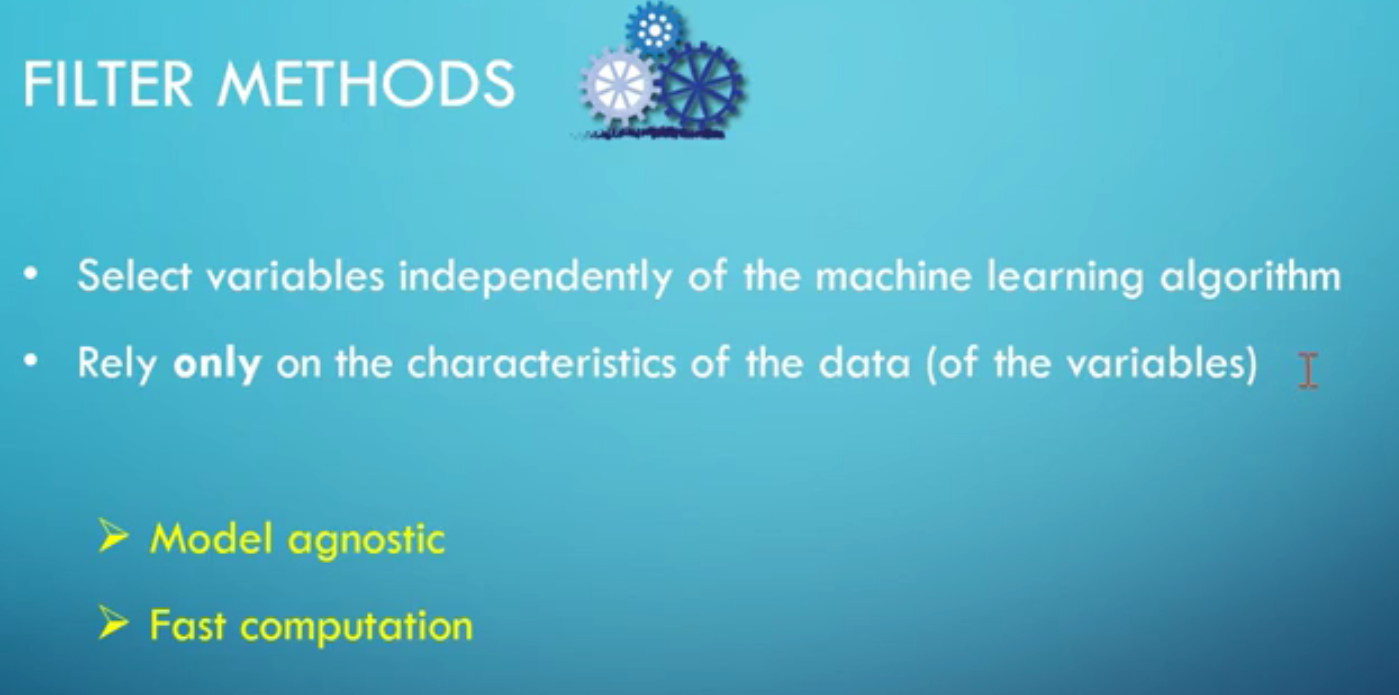 FILTER METHODS
• Select variables independently of the machine learning algorithm
• Rely only on the characteristics of the data (of the variables)
➢ Model agnostic
➢ Fast computation